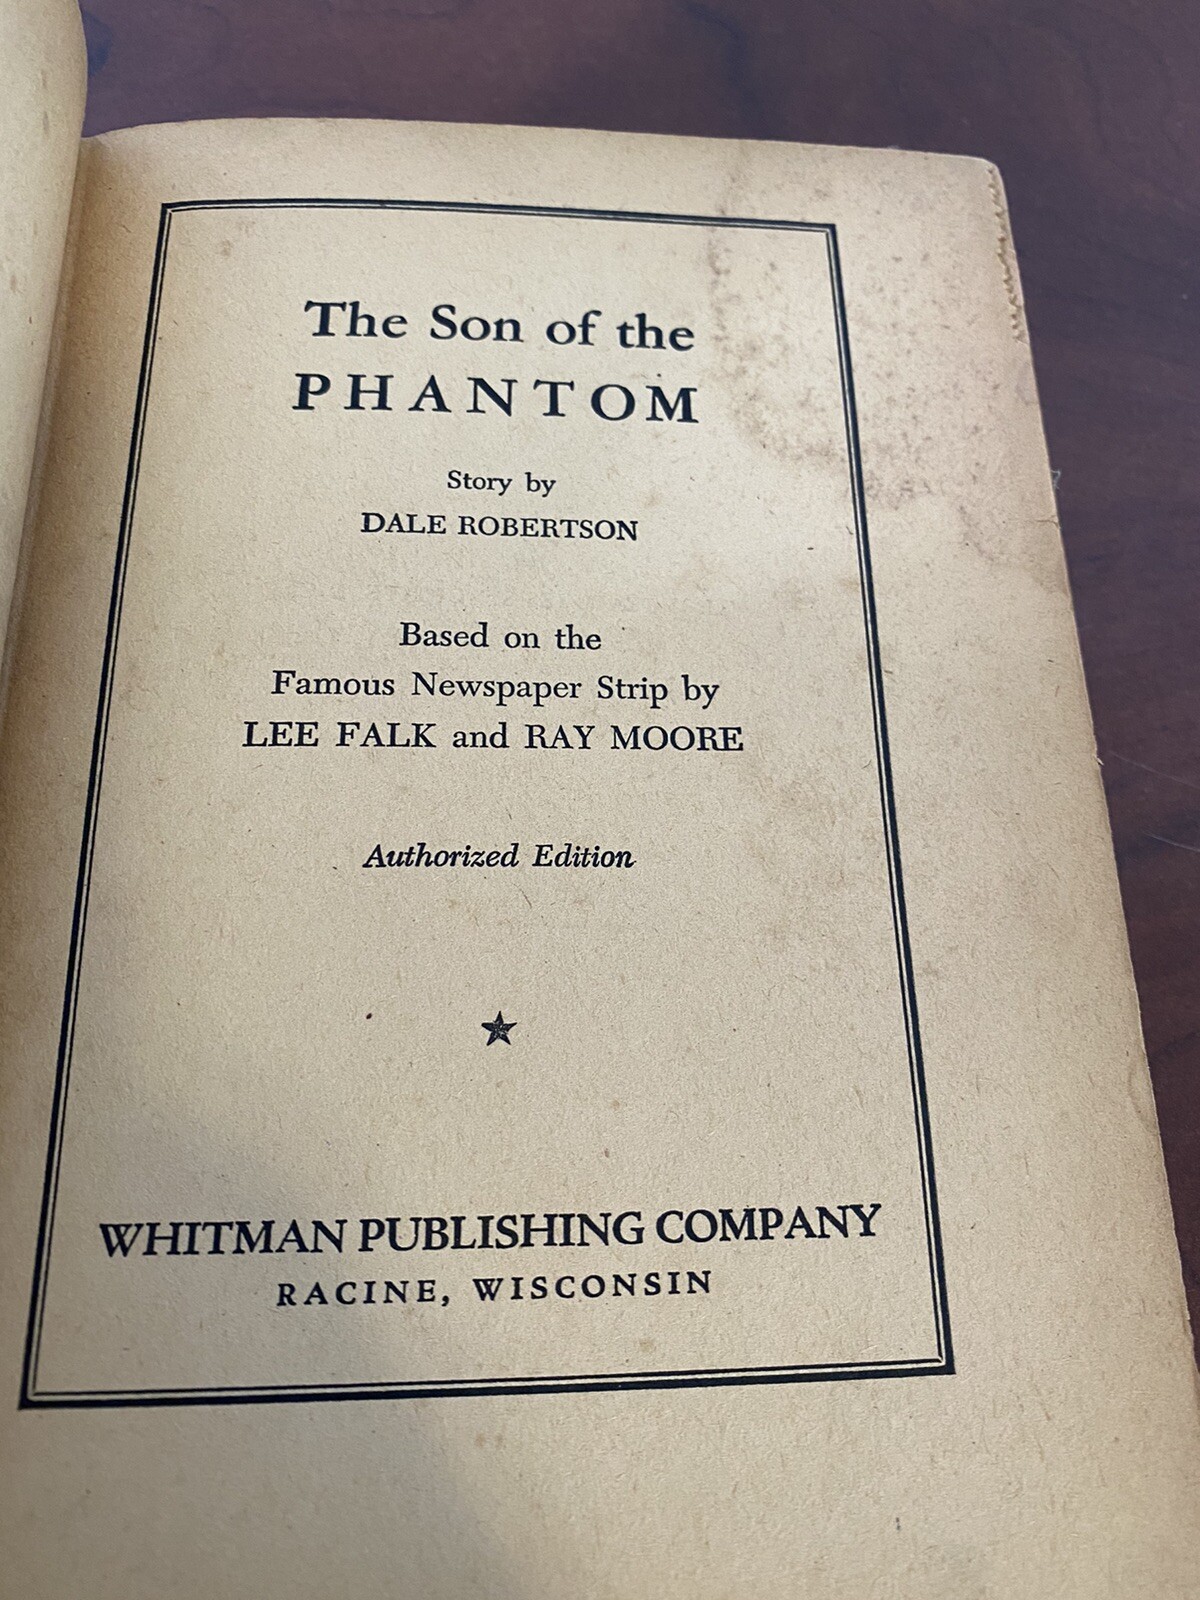 The Son of the
PHANTOM
Story by
DALE ROBERTSON
Based on the
Famous Newspaper Strip by
LEE FALK and RAY MOORE
Authorized Edition
WHITMAN PUBLISHING COMPANY
RACINE, WISCONSIN